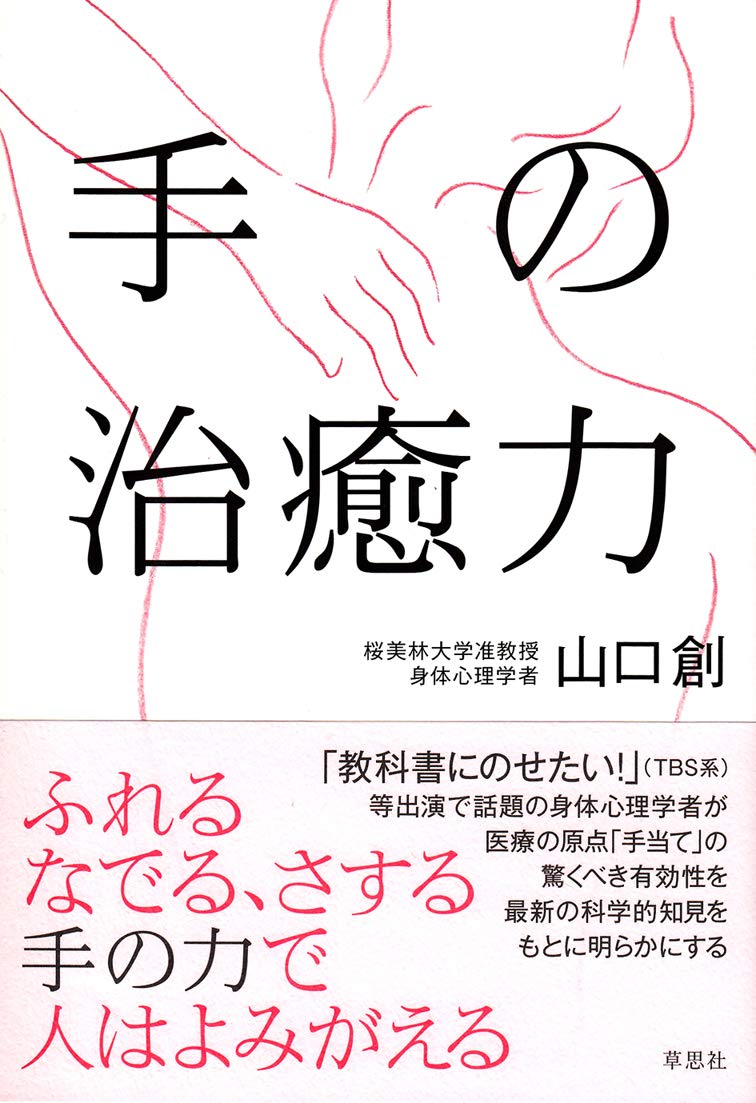 手の
治癒力
桜美林大学准教授
身体心理学者
山口創
ふれる
なでる、さする
手の力で
人はよみがえる
「教科書にのせたい!」(TBS系)
等出演で話題の身体心理学者が
医療の原点「手当て」の
驚くべき有効性を
最新の科学的知見を
もとに明らかにする
草思社